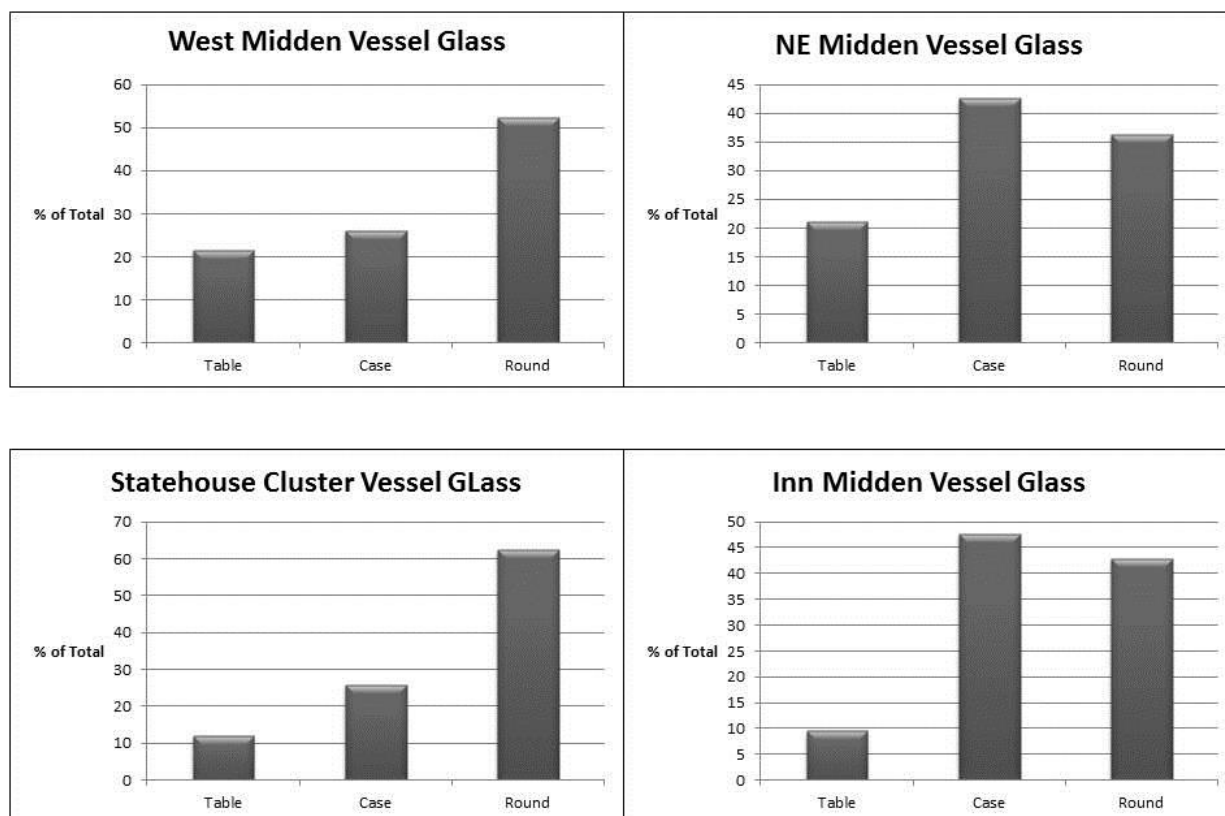 West Midden Vessel Glass
60
50
40
% of Total 30
20
10
0
Table Case Round
NE Midden Vessel Glass
45
40
35
30
25
% of Total 20
15
10
5
0
Table Case Round
Statehouse Cluster Vessel GLass
70
60
50
40
% of Total
30
20
10
0
Table Case Round
Inn Midden Vessel Glass
50
45
40
35
30
% of Total 25
20
15
10
5
0
Table Case Round